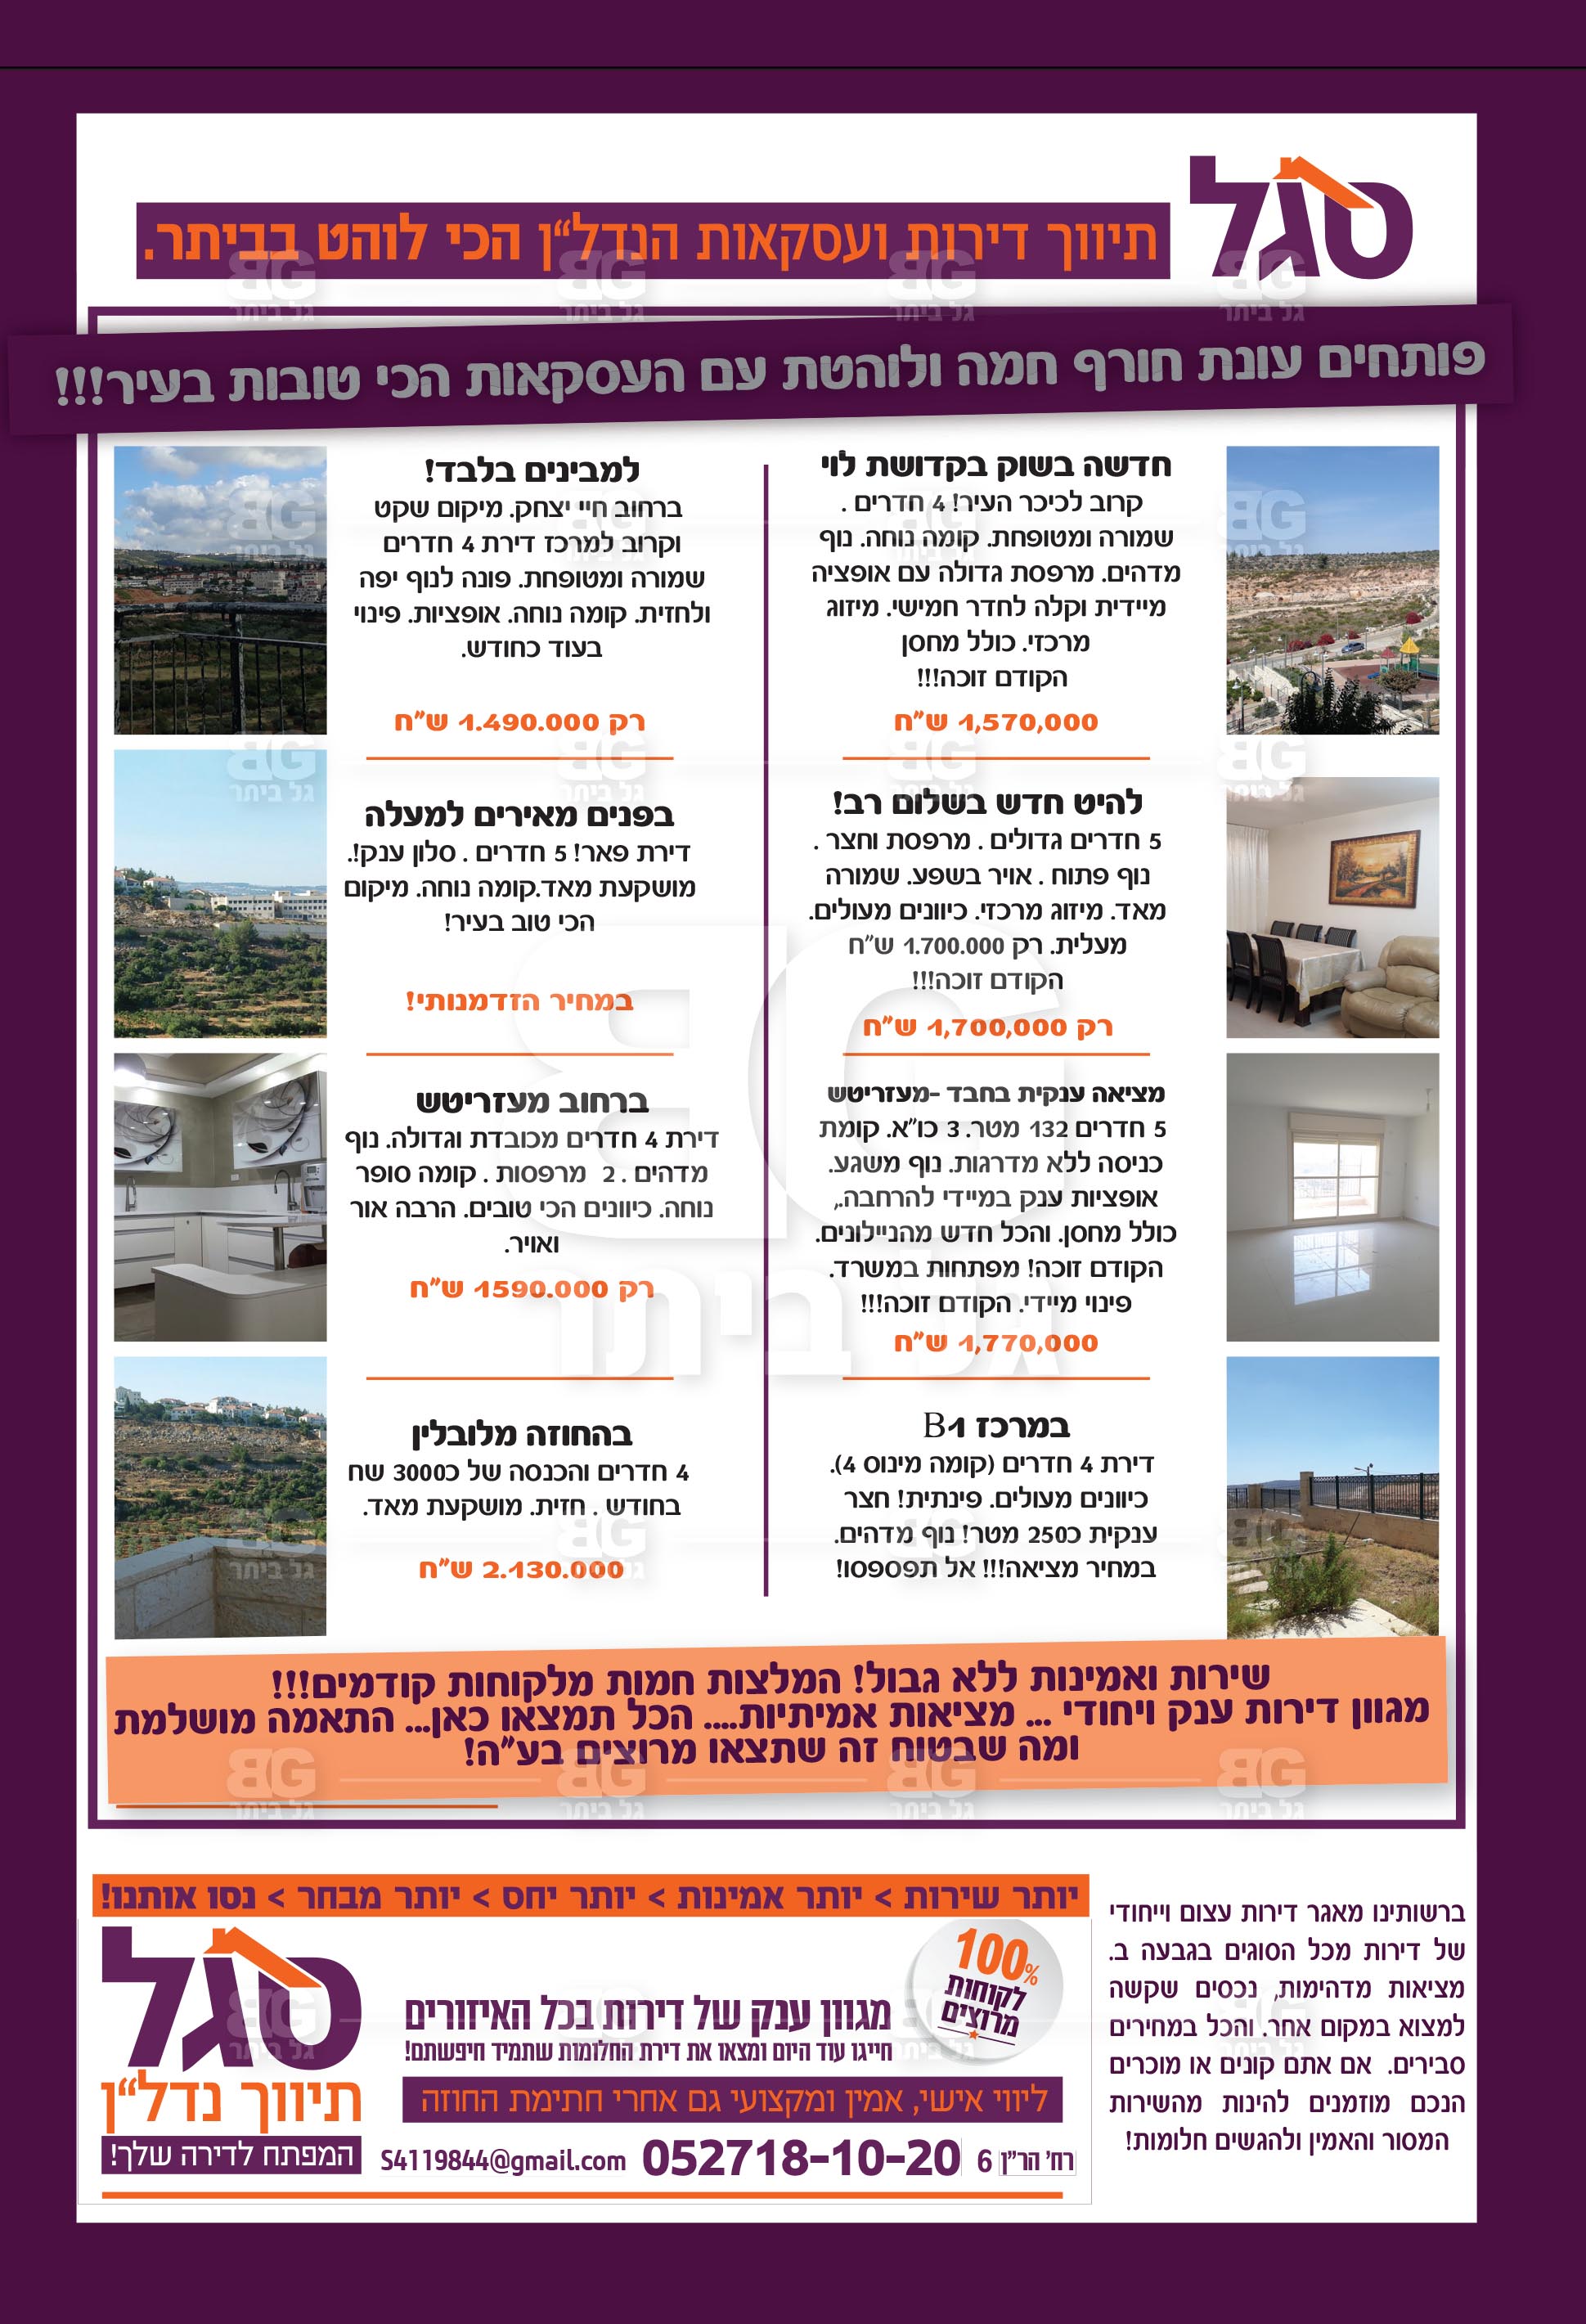 סגל
תיווך דירות ועסקאות הנדל"ן הכי לוהט בביתר.
פותחים עונת חורף חמה ולוהטת עם העסקאות הכי טובות בעיר!!!
חדשה בשוק בקדושת לוי
קרוב לכיכר העיר! 4 חדרים .
שמורה ומטופחת. קומה נוחה. נוף
מדהים. מרפסת גדולה עם אופציה
מיידית וקלה לחדר חמישי. מיזוג
מרכזי. כולל מחסן
הקודם זוכה!!!
1,570,000 ש"ח
להיט חדש בשלום רב!
5 חדרים גדולים . מרפסת וחצר .
נוף פתוח . אויר בשפע. שמורה
מאד. מיזוג מרכזי. כיוונים מעולים.
מעלית. רק 1.700.000 ש"ח
הקודם זוכה!!!
רק 1,700,000 ש"ח
מציאה ענקית בחבד -מעזריטש
5 חדרים 132 מטר. 3 כו"א. קומת
כניסה ללא מדרגות. נוף משגע.
אופציות ענק במיידי להרחבה.,
כולל מחסן. והכל חדש מהניילונים.
הקודם זוכה! מפתחות במשרד.
פינוי מיידי. הקודם זוכה!!!
1,770,000 ש"ח
במרכז B1
דירת 4 חדרים (קומה מינוס 4).
כיוונים מעולים. פינתית! חצר
ענקית כ250 מטר! נוף מדהים.
במחיר מציאה!!! אל תפספסו!
למבינים בלבד!
ברחוב חיי יצחק. מיקום שקט
וקרוב למרכז דירת 4 חדרים
שמורה ומטופחת. פונה לנוף יפה
ולחזית. קומה נוחה. אופציות. פינוי
בעוד כחודש.
רק 1.490.000 ש"ח
בפנים מאירים למעלה
דירת פאר! 5 חדרים . סלון ענק!.
מושקעת מאד.קומה נוחה. מיקום
הכי טוב בעיר!
במחיר הזדמנותי!
ברחוב מעזריטש
דירת 4 חדרים מכובדת וגדולה. נוף
מדהים . 2 מרפסות . קומה סופר
נוחה. כיוונים הכי טובים. הרבה אור
ואויר.
רק 1590.000 ש"ח
בהחוזה מלובלין
4 חדרים והכנסה של כ3000 שח
בחודש . חזית. מושקעת מאד.
2.130.000 ש"ח
שירות ואמינות ללא גבול! המלצות חמות מלקוחות קודמים!!!
מגוון דירות ענק ויחודי ... מציאות אמיתיות.... הכל תמצאו כאן... התאמה מושלמת
ומה שבטוח זה שתצאו מרוצים בע"ה!
ברשותינו מאגר דירות עצום וייחודי
של דירות מכל הסוגים בגבעה ב.
מציאות מדהימות, נכסים שקשה
למצוא במקום אחר. והכל במחירים
סבירים. אם אתם קונים או מוכרים
הנכם מוזמנים להינות מהשירות
המסור והאמין ולהגשים חלומות!
יותר שירות > יותר אמינות > יותר יחס > יותר מבחר > נסו אותנו!
100%
לקוחות
מרוצים
מגוון ענק של דירות בכל האיזורים
חייגו עוד היום ומצאו את דירת החלומות שתמיד חיפשתם!
ליווי אישי, אמין ומקצועי גם אחרי חתימת החוזה
רח' הר"ן 6 052718-10-20 S4119844@gmail.com
סגל
תיווך נדל"ן
המפתח לדירה שלך!
BG
גל ביתר